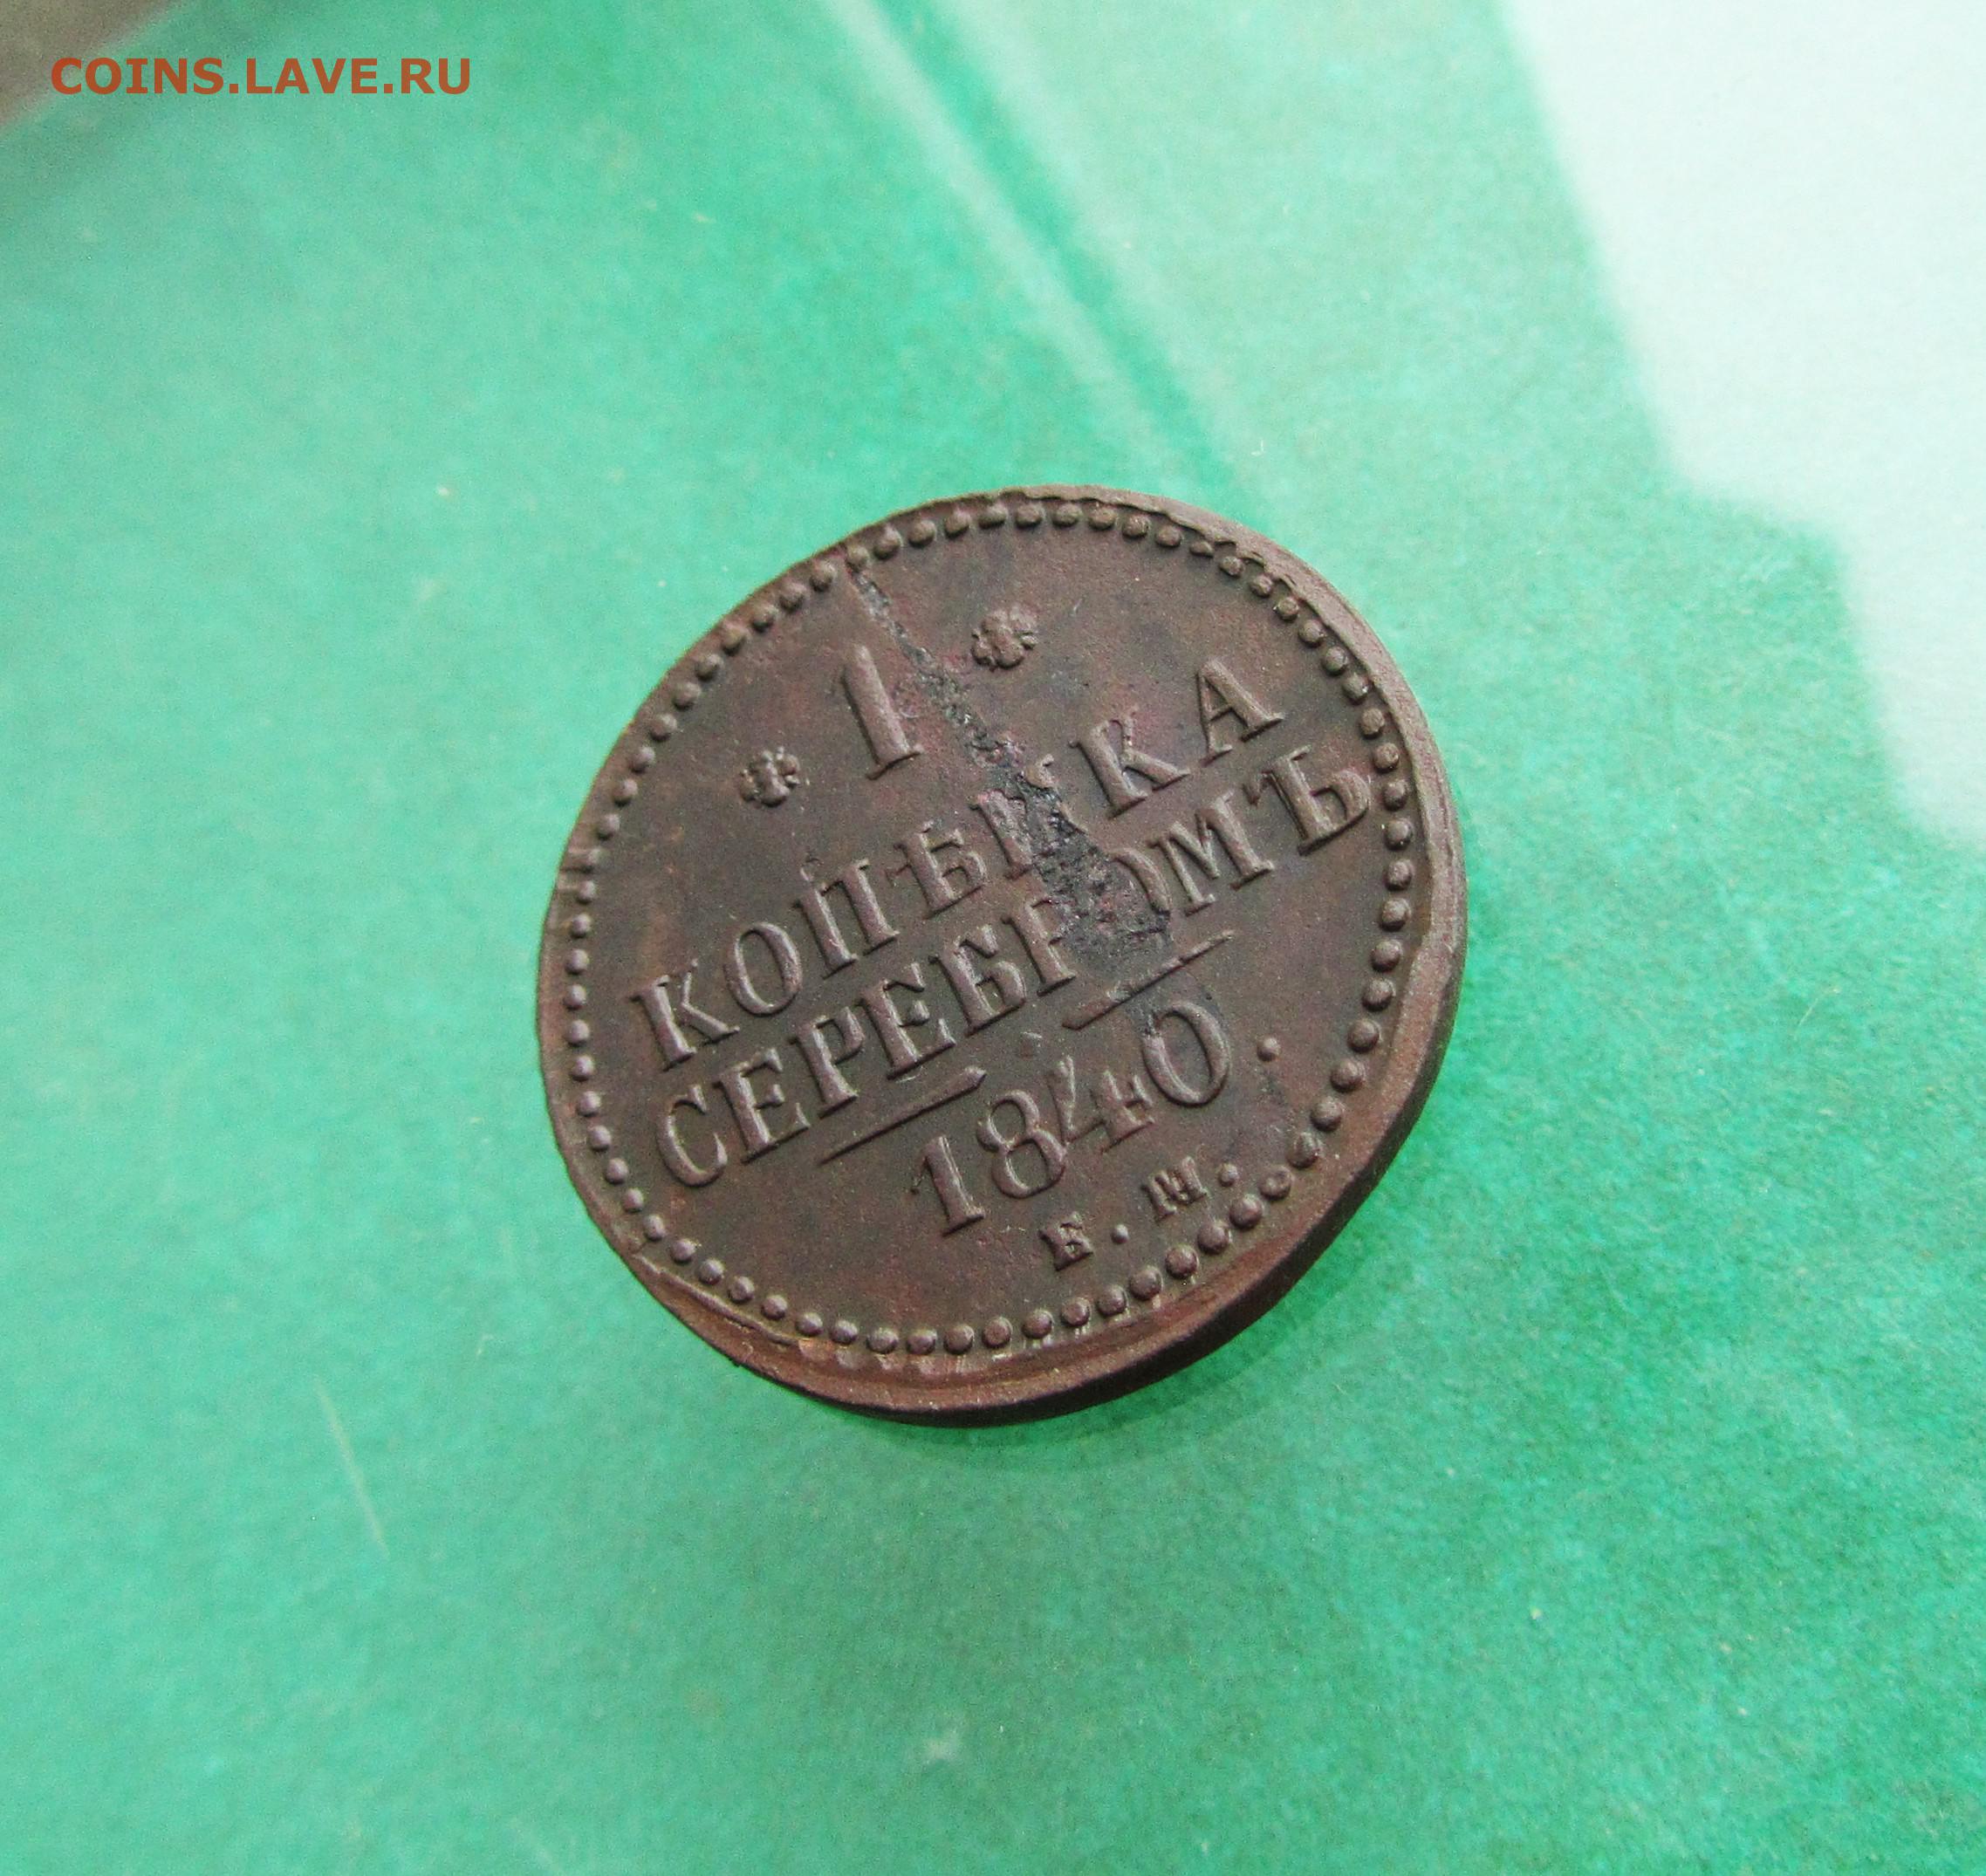 COINS.LAVE.RU
1
КОПѢЙКА
СЕРЕБРОМЪ
1840.
Е.М.